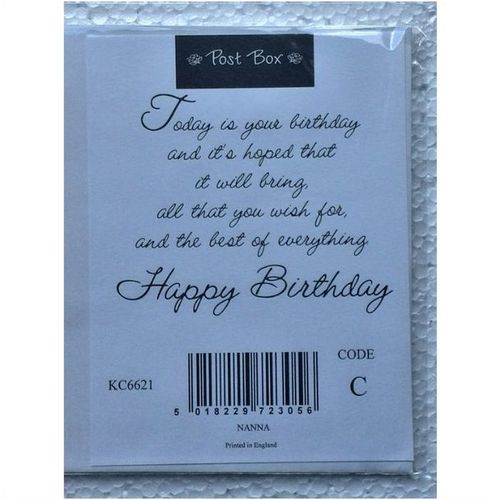 Post Box
Today is your birthday
and it's hoped that
it will bring,
all that you wish for,
and the best of everything.
Happy Birthday
CODE
KC6621
C
5 018229 723056
NANNA
Printed in England